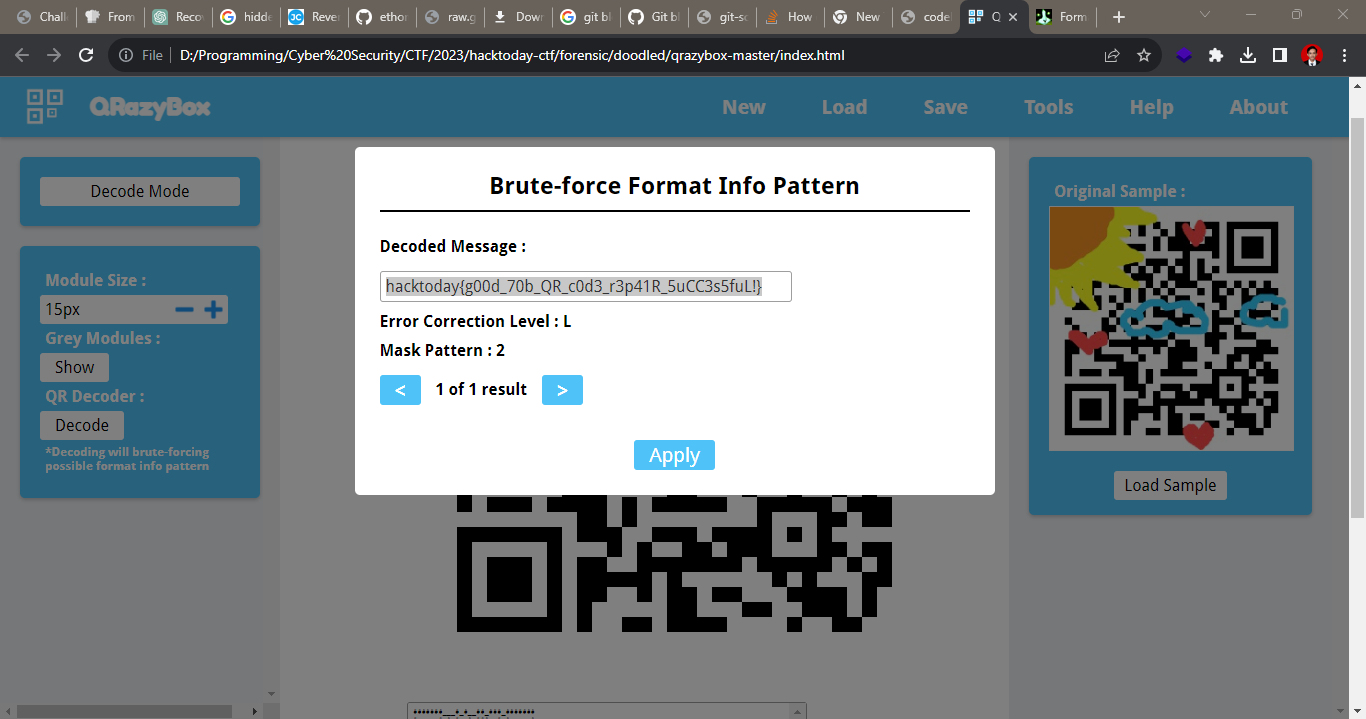 Chall
From
Reco
hidde
Reve
ethor
raw.g
Dowr
git bl
Git bl
git-sc
How
New
code
Q
Form
File D:/Programming/Cyber%20Security/CTF/2023/hacktoday-ctf/forensic/doodled/qrazybox-master/index.html
QRazyBox New Load Save Tools Help About
Decode Mode
Module Size :
15px
Grey Modules :
Show
QR Decoder :
Decode
*Decoding will brute-forcing
possible format info pattern
Brute-force Format Info Pattern
Decoded Message :
hacktoday{g00d_70b_QR_c0d3_r3p41R_5uCC3s5fuL!}
Error Correction Level : L
Mask Pattern : 2
< 1 of 1 result >
Apply
Original Sample :
Load Sample